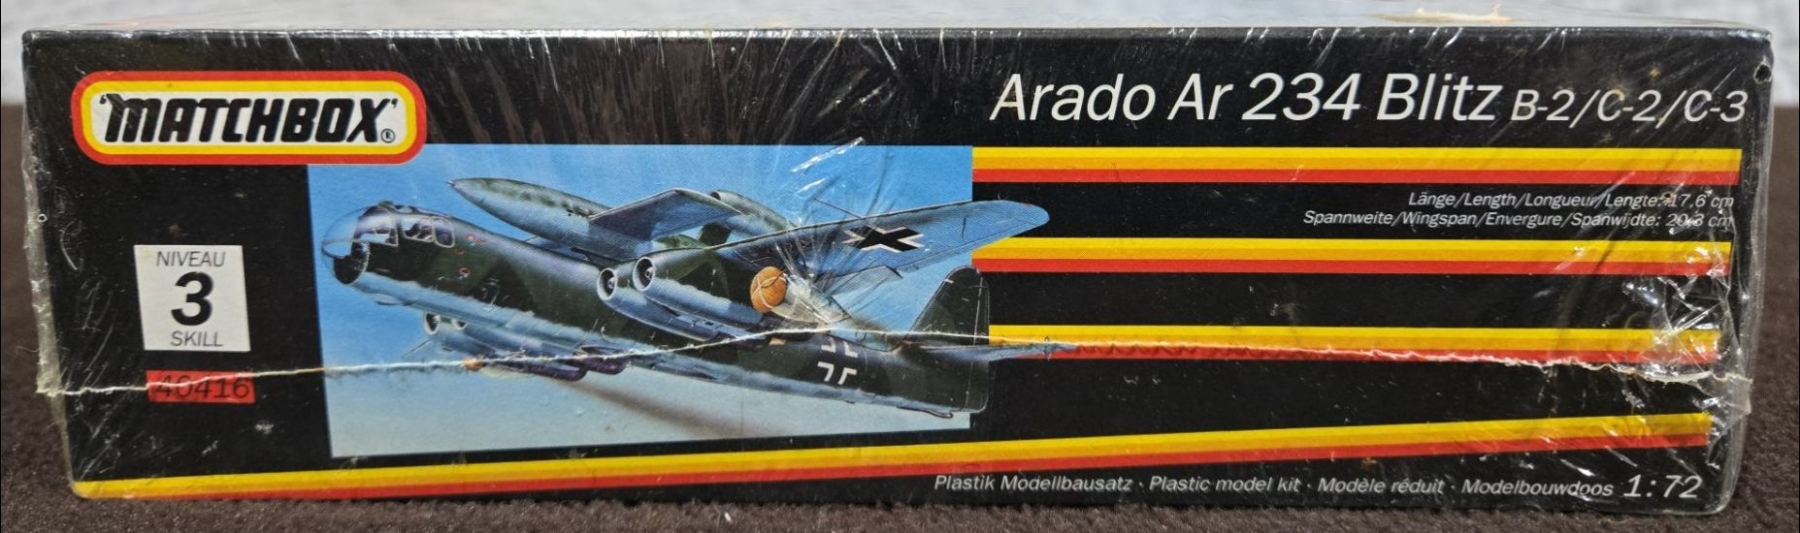 MATCHBOX®
Arado Ar 234 Blitz B-2/C-2/C-3
Länge/Length/Longueur/Lengte: 17,6 cm
Spannweite/Wingspan/Envergure/Spanwijdte: 20,3 cm
NIVEAU
3
SKILL
40416
Plastik Modellbausatz · Plastic model kit · Modèle réduit · Modelbouwdoos 1:72